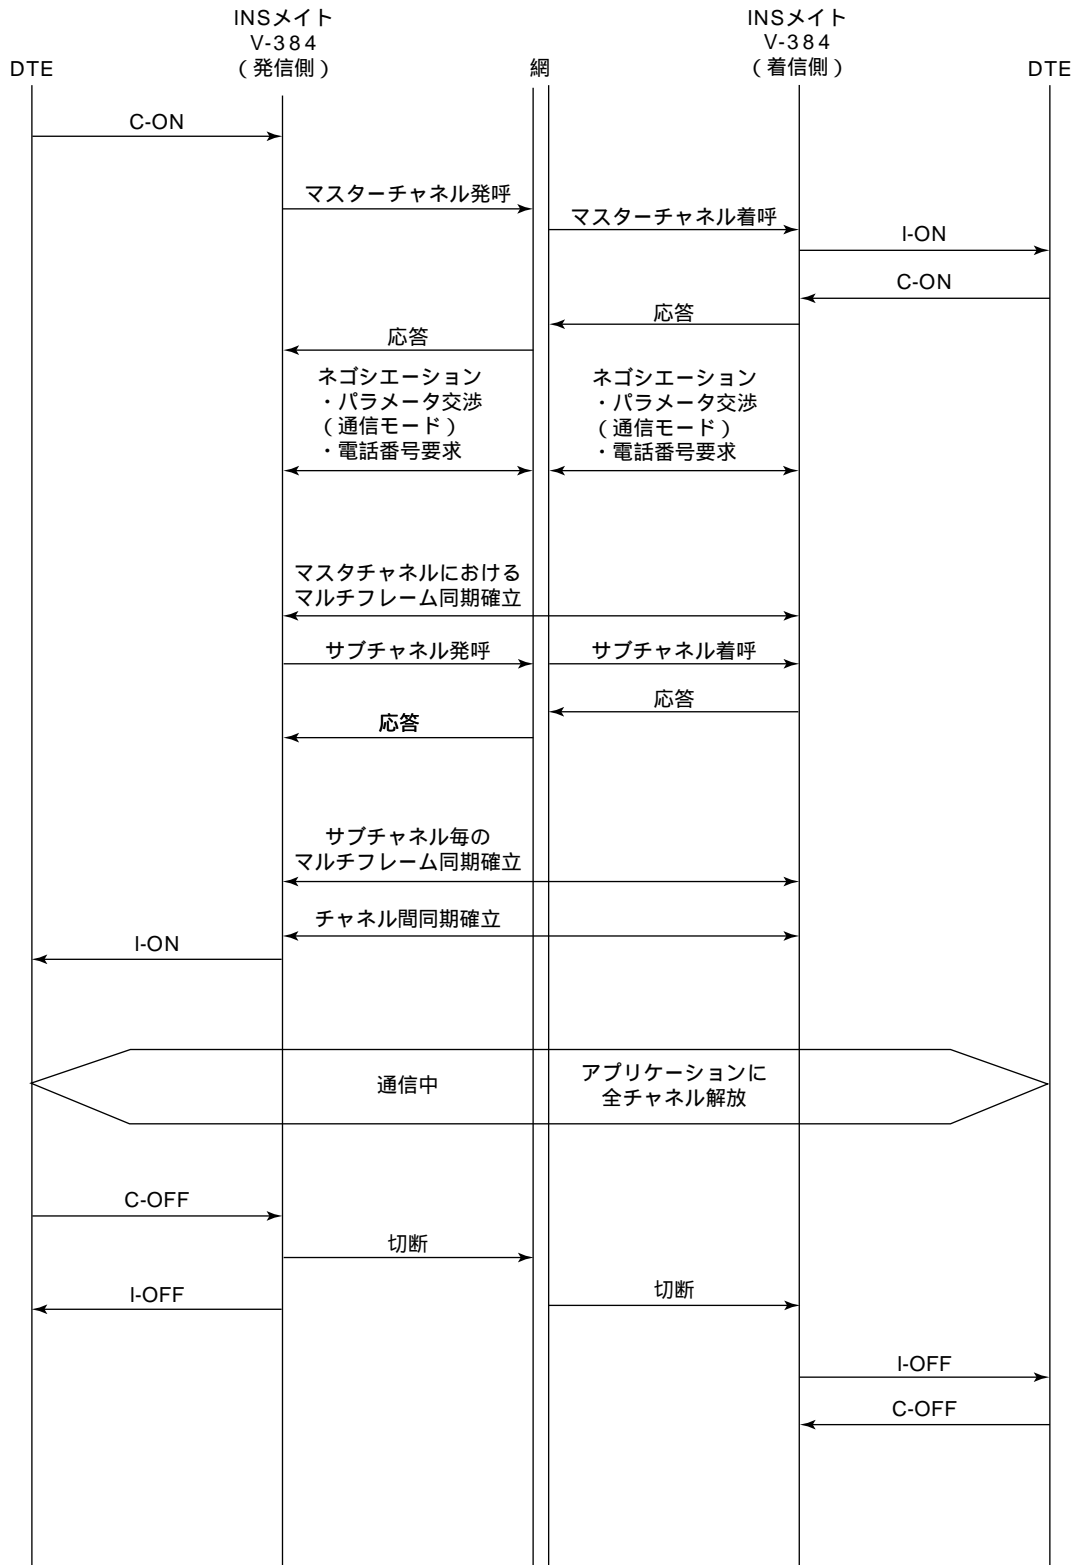 INSメイト
V-384
(発信側)
INSメイト
V-384
(着信側)
DTE
網
DTE
C-ON
マスターチャネル発呼
マスターチャネル着呼
I-ON
C-ON
応答
応答
ネゴシエーション
・パラメータ交渉
(通信モード)
・電話番号要求
ネゴシエーション
・パラメータ交渉
(通信モード)
・電話番号要求
マスタチャネルにおける
マルチフレーム同期確立
サブチャネル発呼
サブチャネル着呼
応答
応答
サブチャネル毎の
マルチフレーム同期確立
チャネル間同期確立
I-ON
通信中
アプリケーションに
全チャネル解放
C-OFF
切断
I-OFF
切断
I-OFF
C-OFF